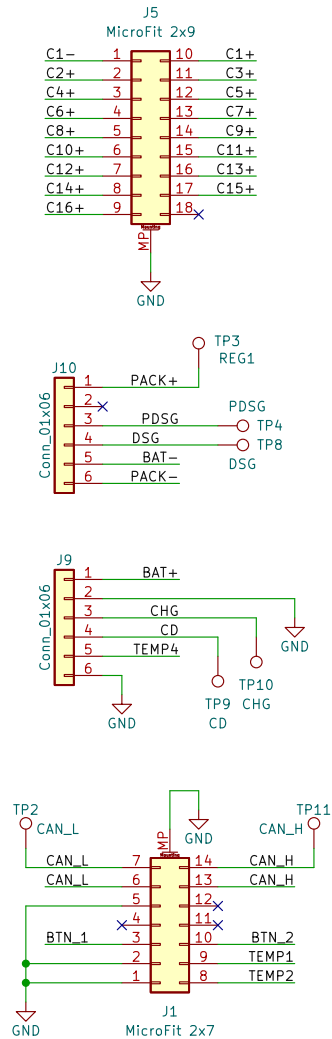 J5
MicroFit 2x9
C1- 1 10 C1+
C2+ 2 11 C3+
C4+ 3 12 C5+
C6+ 4 13 C7+
C8+ 5 14 C9+
C10+ 6 15 C11+
C12+ 7 16 C13+
C14+ 8 17 C15+
C16+ 9 18
MP
Mounting
GND
TP3
REG1
J10
Conn_01x06
1 PACK+
2
3 PDSG
4 DSG
5 BAT-
6 PACK-
PDSG
TP4
TP8
DSG
J9
Conn_01x06
1 BAT+
2
3 CHG
4 CD
5 TEMP4
6
GND
GND
TP10
CHG
TP9
CD
TP2
CAN_L
MP
Mounting
GND
TP11
CAN_H
CAN_L 7 14 CAN_H
CAN_L 6 13 CAN_H
5 12
4 11
BTN_1 3 10 BTN_2
2 9 TEMP1
1 8 TEMP2
GND
J1
MicroFit 2x7